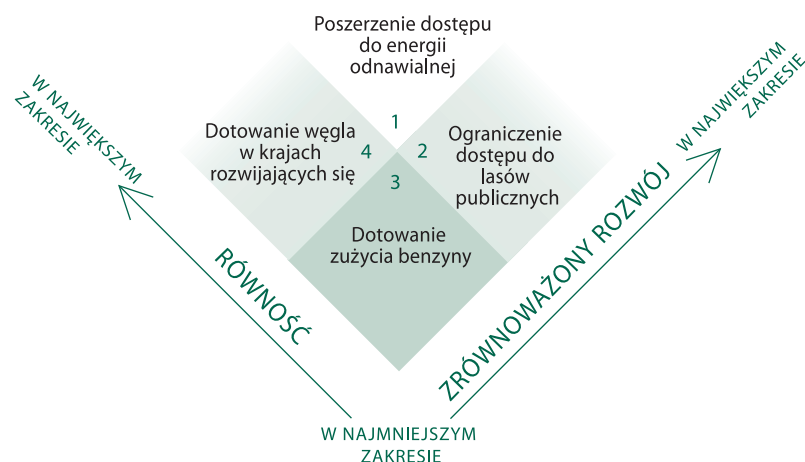 Poszerzenie dostępu
do energii
odnawialnej
1
W NAJWIĘKSZYM
ZAKRESIE
W NAJWIĘKSZYM
ZAKRESIE
Dotowanie węgla
w krajach
rozwijających się
4
2
Ograniczenie
dostępu do
lasów
publicznych
3
Dotowanie
zużycia benzyny
RÓWNOŚĆ
ZRÓWNOWAŻONY ROZWÓJ
W NAJMNIEJSZYM
ZAKRESIE